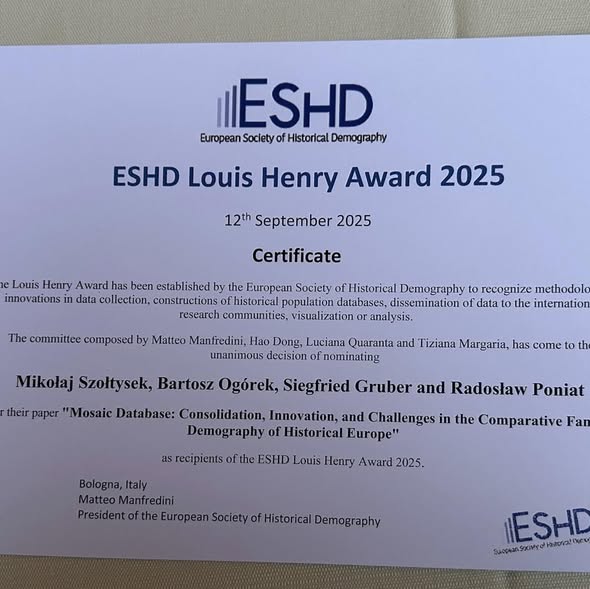 ESHD
European Society of Historical Demography
ESHD Louis Henry Award 2025
12th September 2025
Certificate
he Louis Henry Award has been established by the European Society of Historical Demography to recognize methodolo
innovations in data collection, constructions of historical population databases, dissemination of data to the internation
research communities, visualization or analysis.
The committee composed by Matteo Manfredini, Hao Dong, Luciana Quaranta and Tiziana Margaria, has come to the
unanimous decision of nominating
Mikołaj Szołtysek, Bartosz Ogórek, Siegfried Gruber and Radosław Poniat
r their paper "Mosaic Database: Consolidation, Innovation, and Challenges in the Comparative Fam
Demography of Historical Europe"
as recipients of the ESHD Louis Henry Award 2025.
Bologna, Italy
Matteo Manfredini
President of the European Society of Historical Demography
ESHD
European Society of Historical Demog